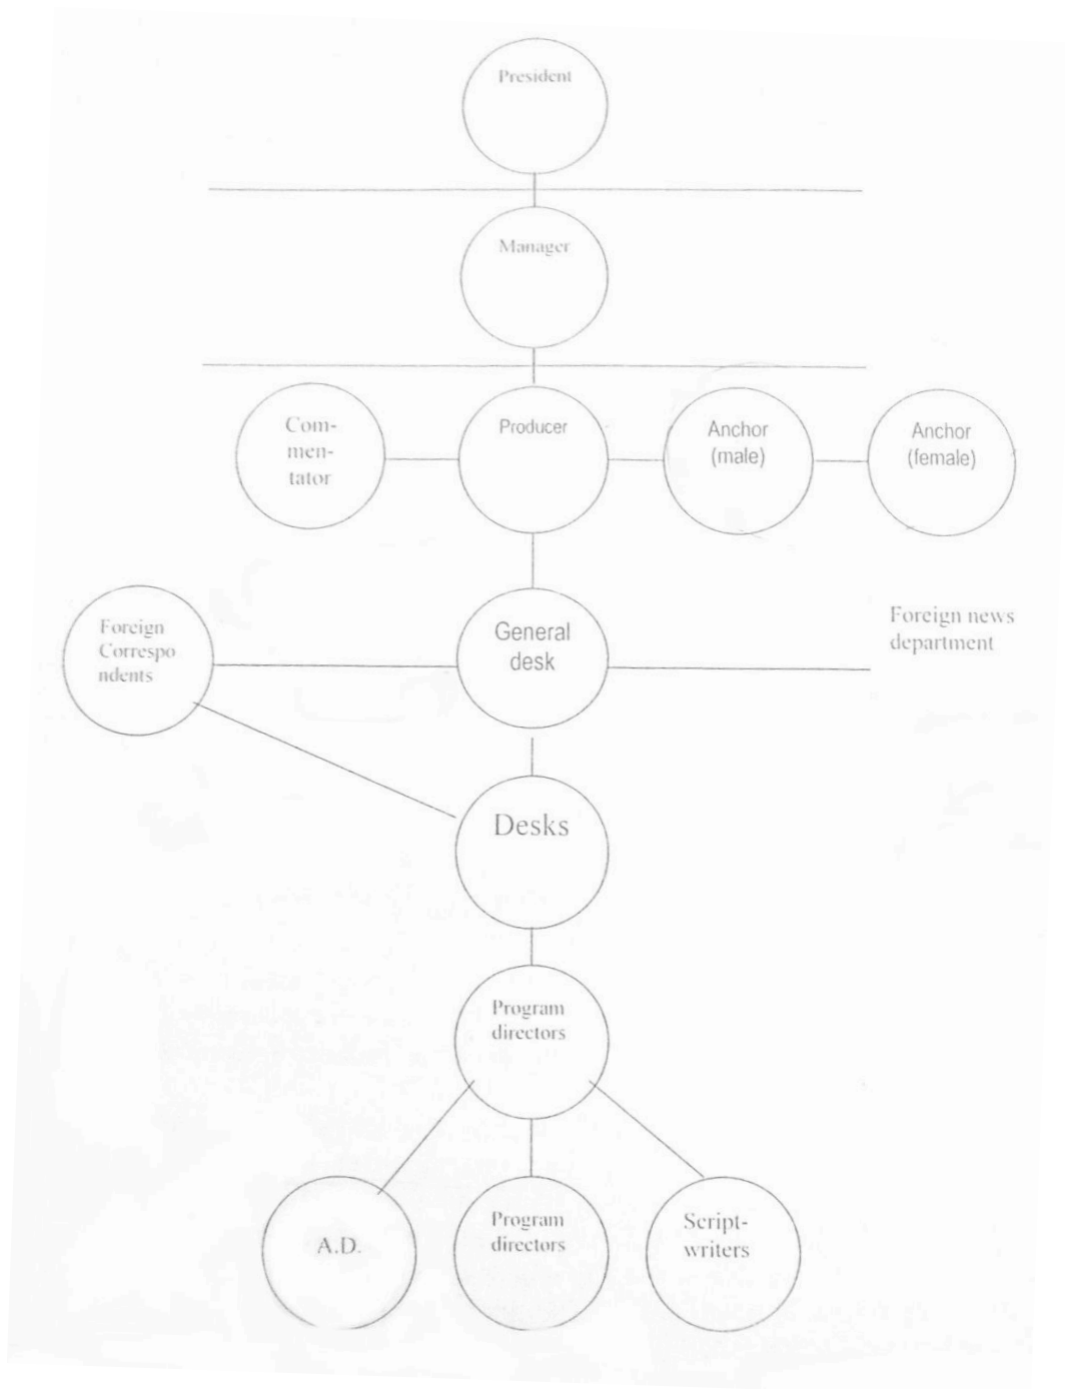 President
Manager
Com-
men-
tator
Producer
Anchor
(male)
Anchor
(female)
Foreign
Correspo
ndents
General
desk
Foreign news
department
Desks
Program
directors
A.D.
Program
directors
Script-
writers